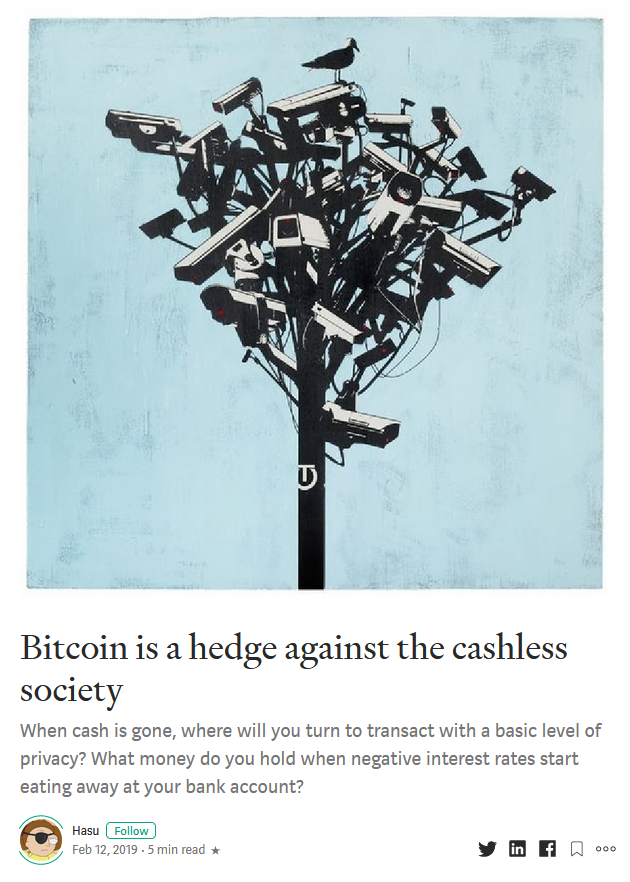 Bitcoin is a hedge against the cashless
society
When cash is gone, where will you turn to transact with a basic level of
privacy? What money do you hold when negative interest rates start
eating away at your bank account?
Hasu Follow
Feb 12, 2019 · 5 min read ★